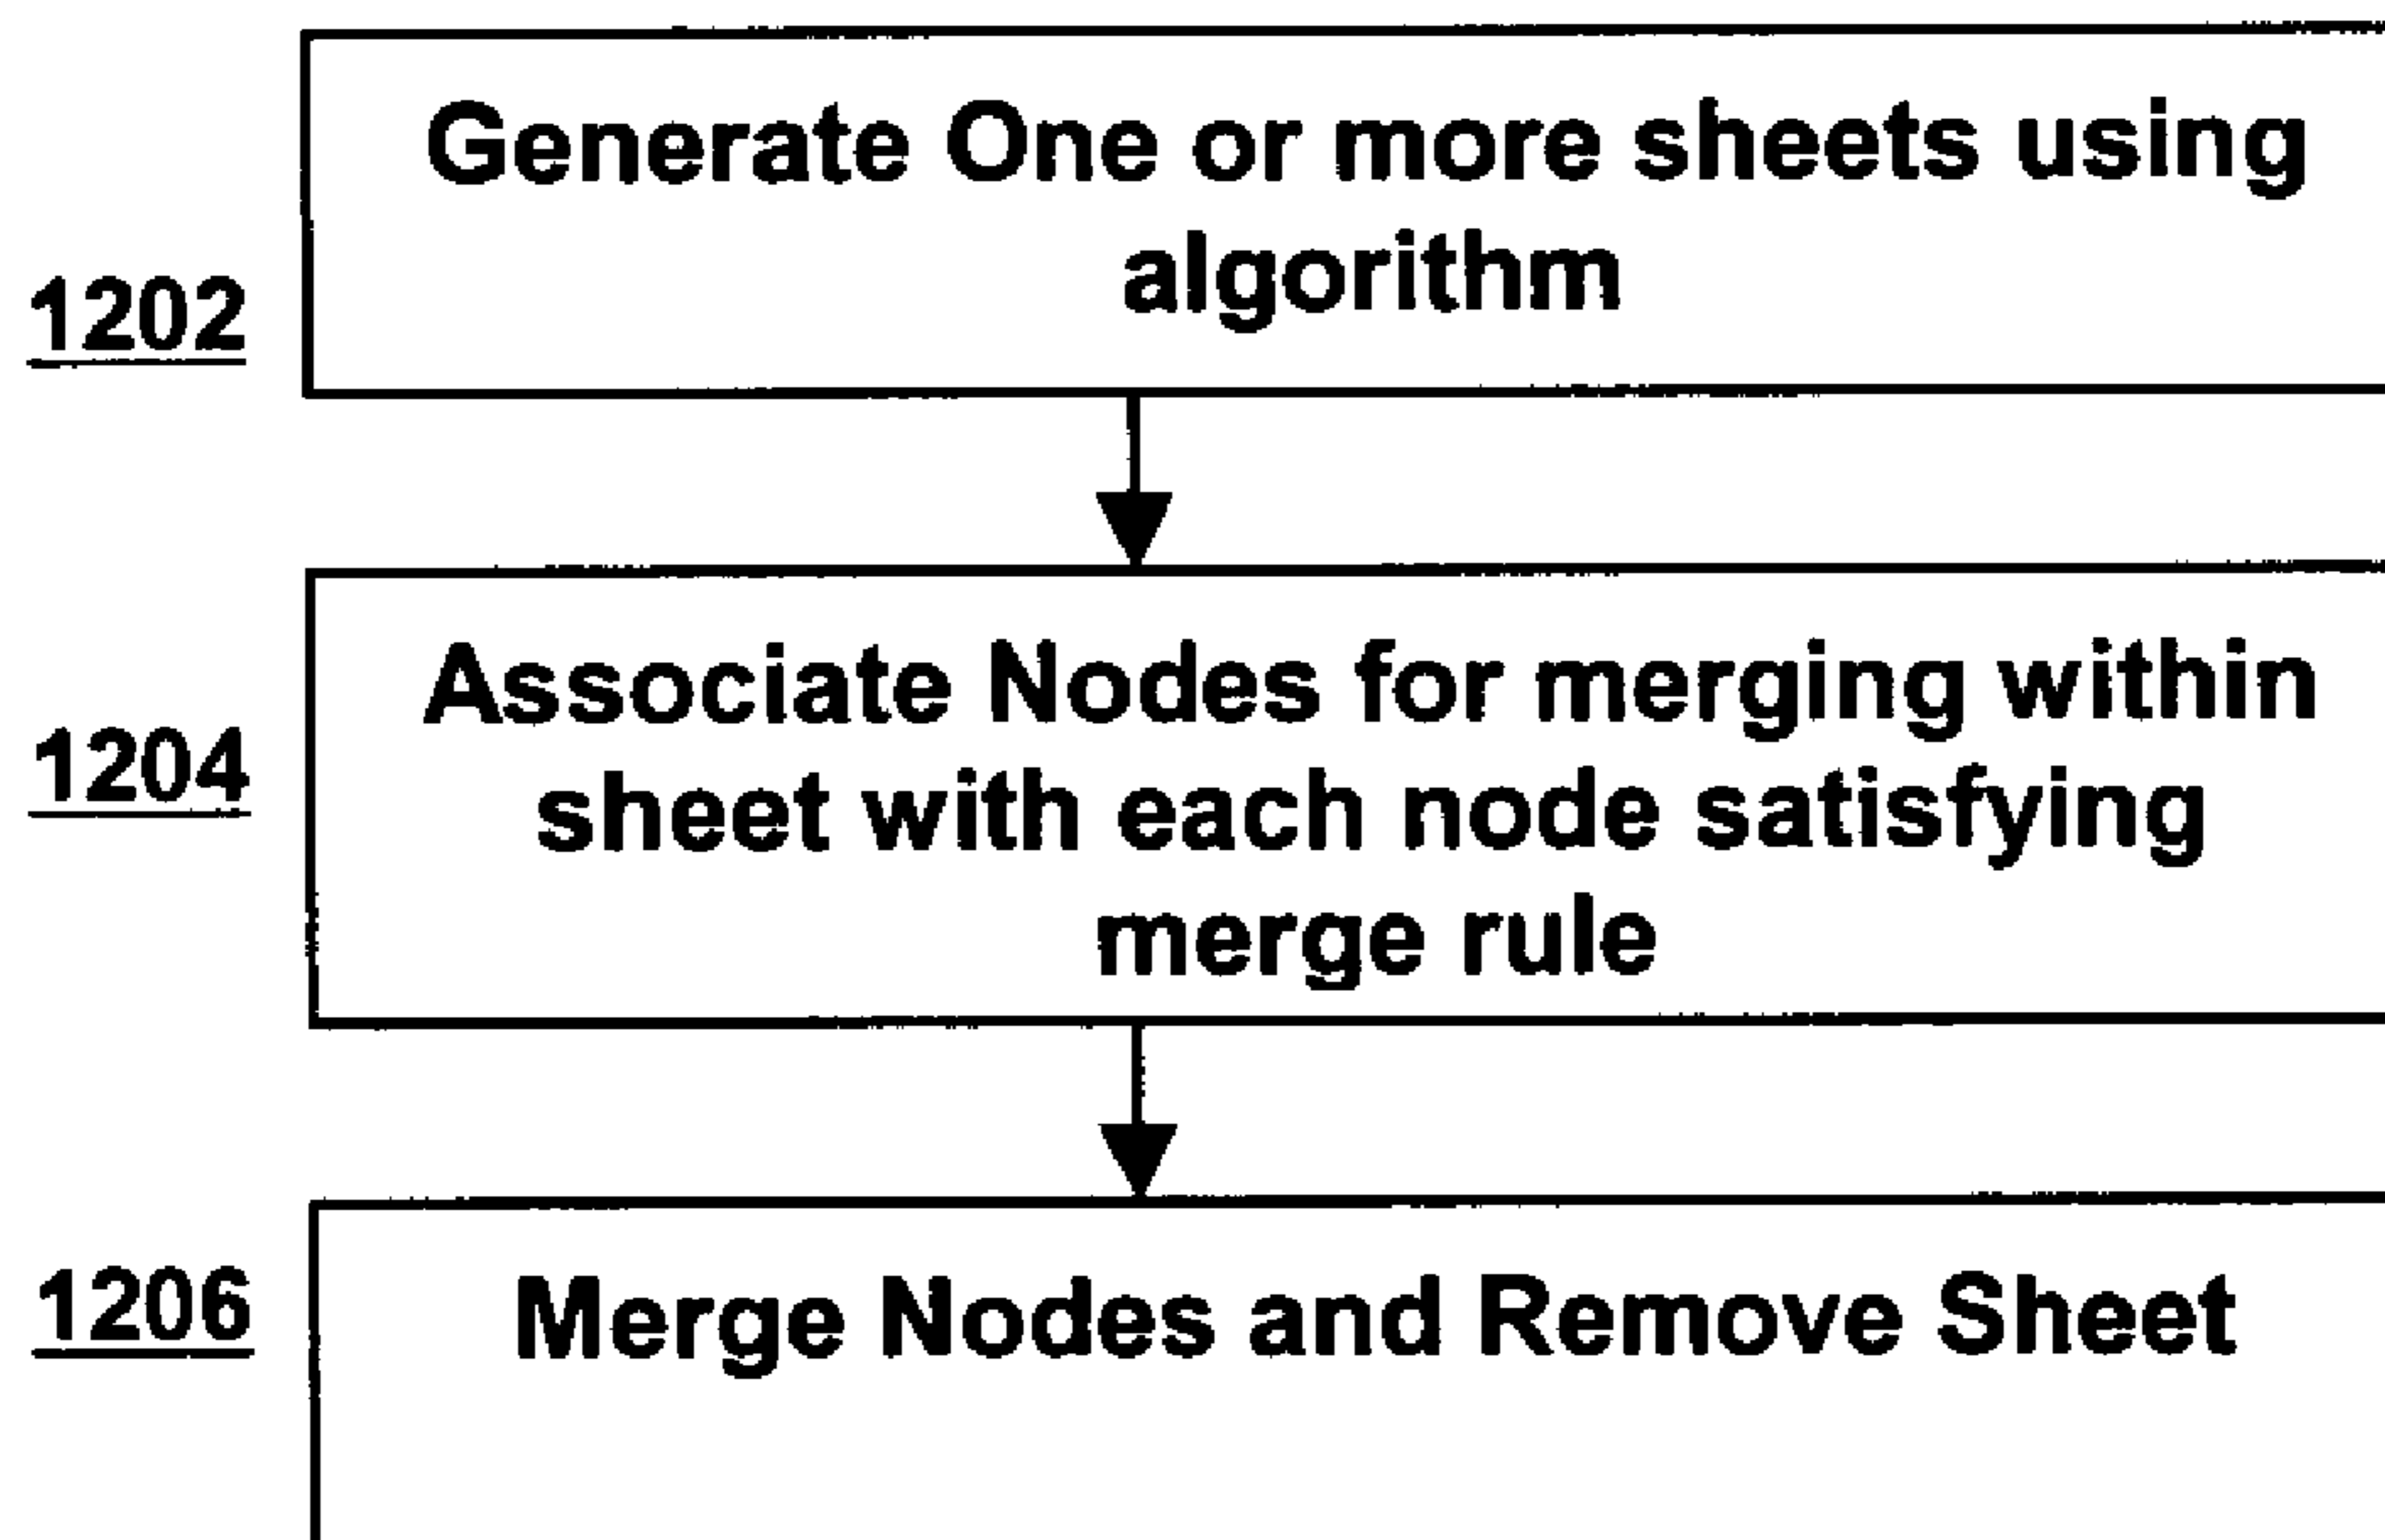 Generate One or more sheets using
algorithm
1202
Associate Nodes for merging within
1204
sheet with each node satisfying
merge rule
1206
Merge Nodes and Remove Sheet